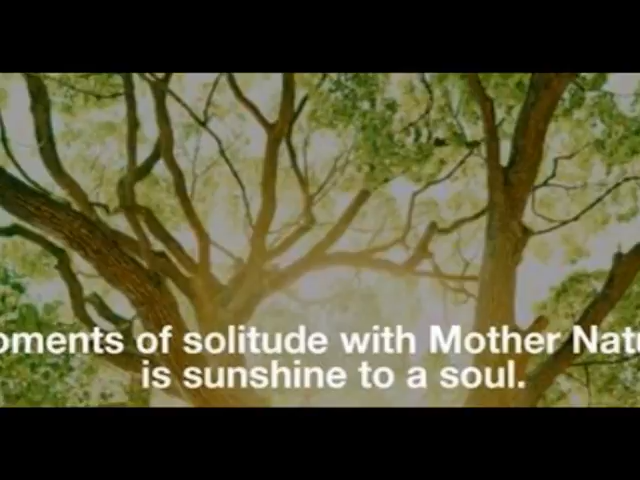 oments of solitude with Mother Natu
is sunshine to a soul.